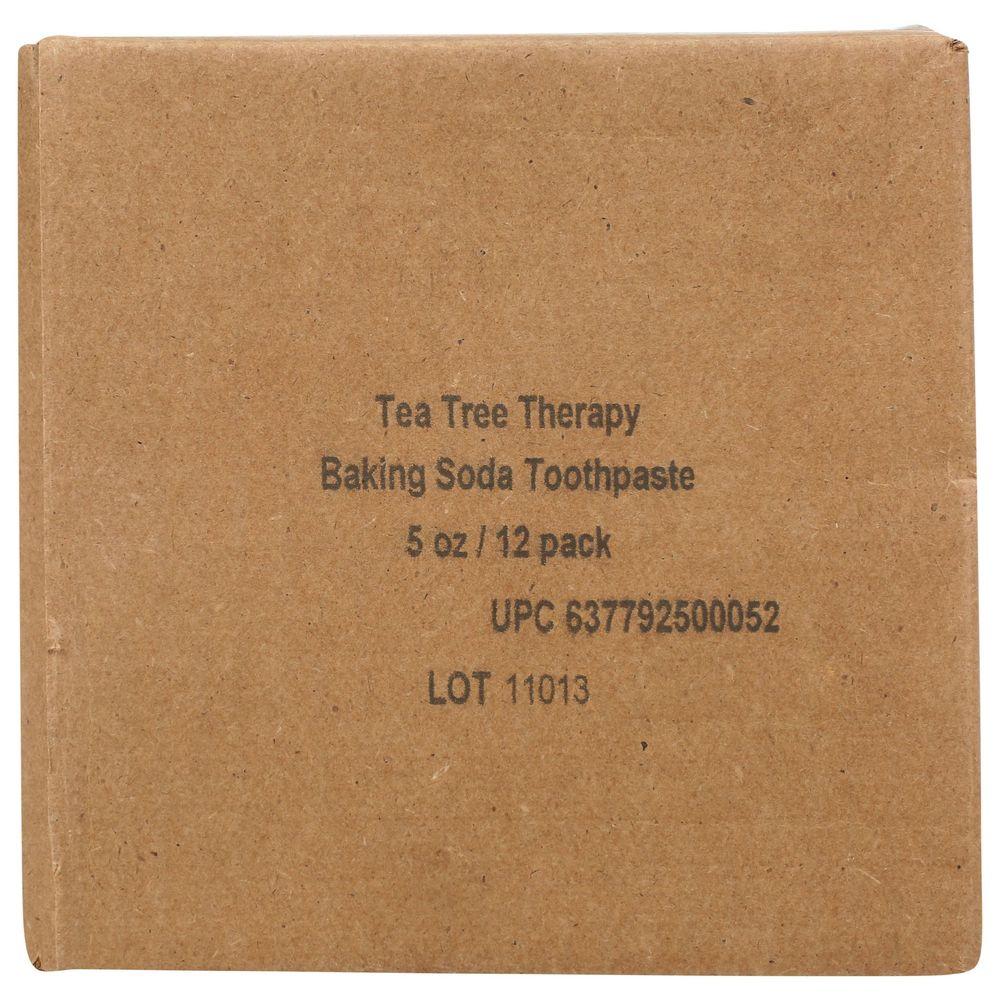 Tea Tree Therapy
Baking Soda Toothpaste
5 oz / 12 pack
UPC 637792500052
LOT 11013